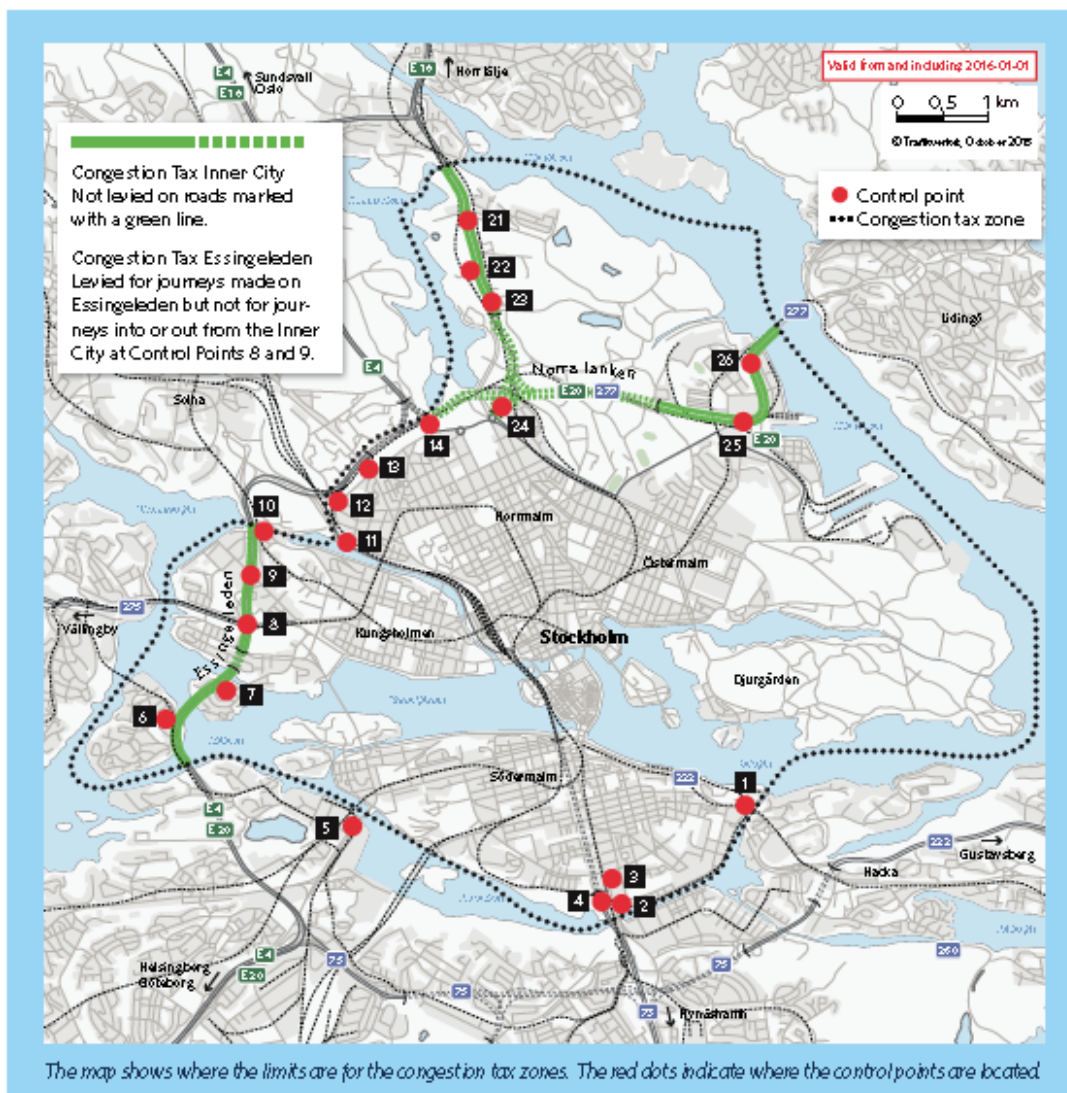 E4
Sundsvall
Oslo
E18
E18
Norrtälje
Valid from and including 2016-01-01
0 0,5 1 km
© Trafikverket, October 2015
Congestion Tax Inner City
Not levied on roads marked
with a green line.
Congestion Tax Essingeleden
Levied for journeys made on
Essingeleden but not for jour-
neys into or out from the Inner
City at Control Points 8 and 9.
Control point
Congestion tax zone
21
22
23
277
Lidingö
26
E4
Norra länken
E20
277
Solna
24
14
25
E20
13
12
10
11
Norrmalm
9
Östermalm
275
Vällingby
8
Essingeleden
Kungsholmen
Stockholm
7
Djurgården
6
Södermalm
222
1
E4
E20
5
222
Gustavsberg
Nacka
3
4
2
260
75
75
75
E4
E20
Helsingborg
Göteborg
73
Nynäshamn
The map shows where the limits are for the congestion tax zones. The red dots indicate where the control points are located.